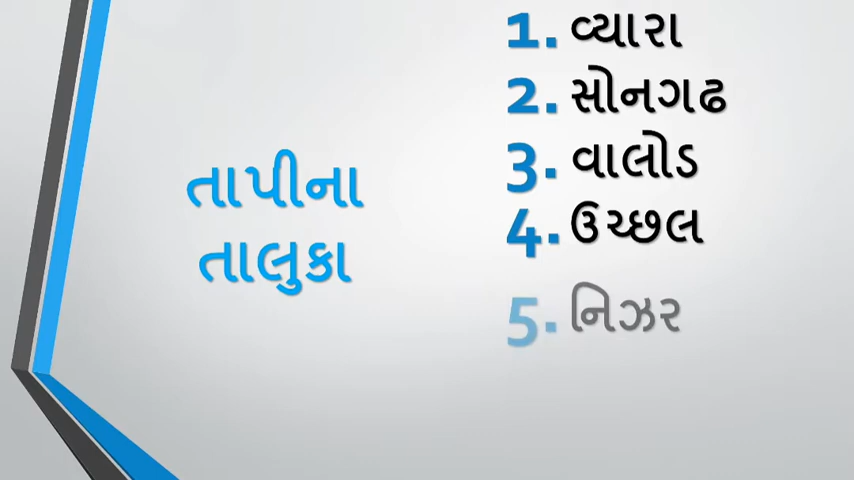 તાપીના
તાલુકા
1. વ્યારા
2. સોનગઢ
3. વાલોડ
4. ઉચ્છલ
5. નિઝર